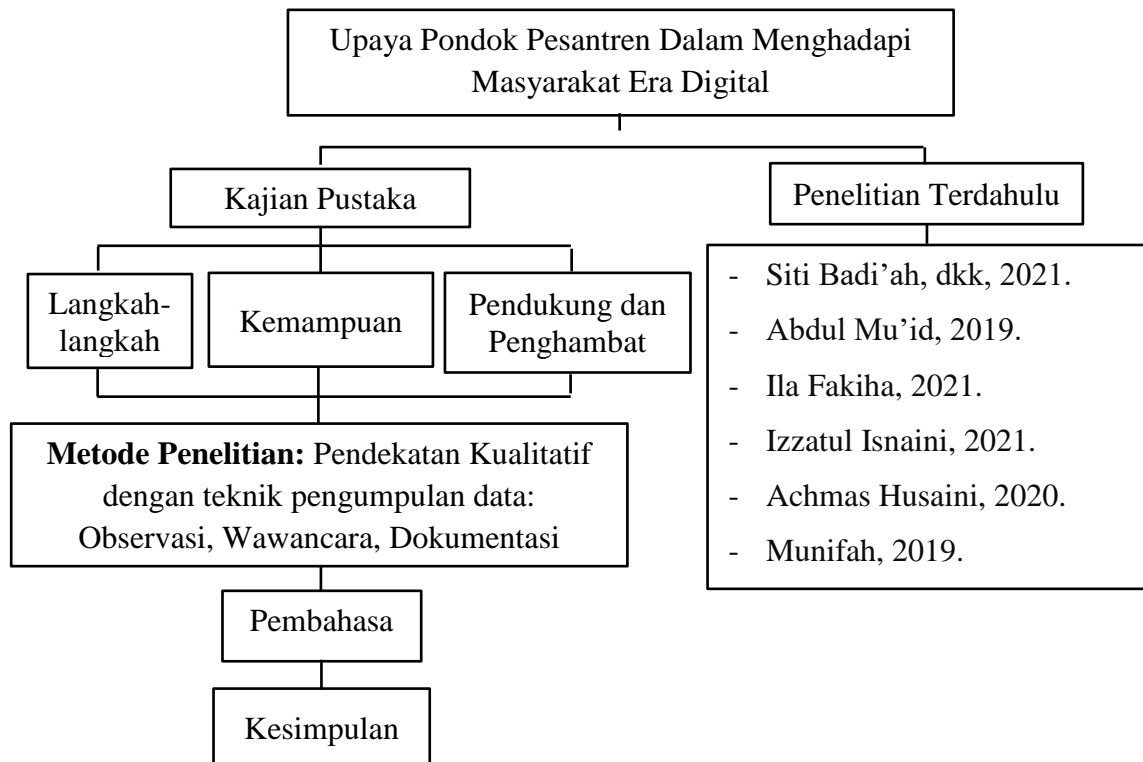 Upaya Pondok Pesantren Dalam Menghadapi
Masyarakat Era Digital
Kajian Pustaka
Penelitian Terdahulu
Langkah-
langkah
Kemampuan
Pendukung dan
Penghambat
- Siti Badi’ah, dkk, 2021.
- Abdul Mu’id, 2019.
- Ila Fakiha, 2021.
- Izzatul Isnaini, 2021.
- Achmas Husaini, 2020.
- Munifah, 2019.
Metode Penelitian: Pendekatan Kualitatif
dengan teknik pengumpulan data:
Observasi, Wawancara, Dokumentasi
Pembahasa
Kesimpulan